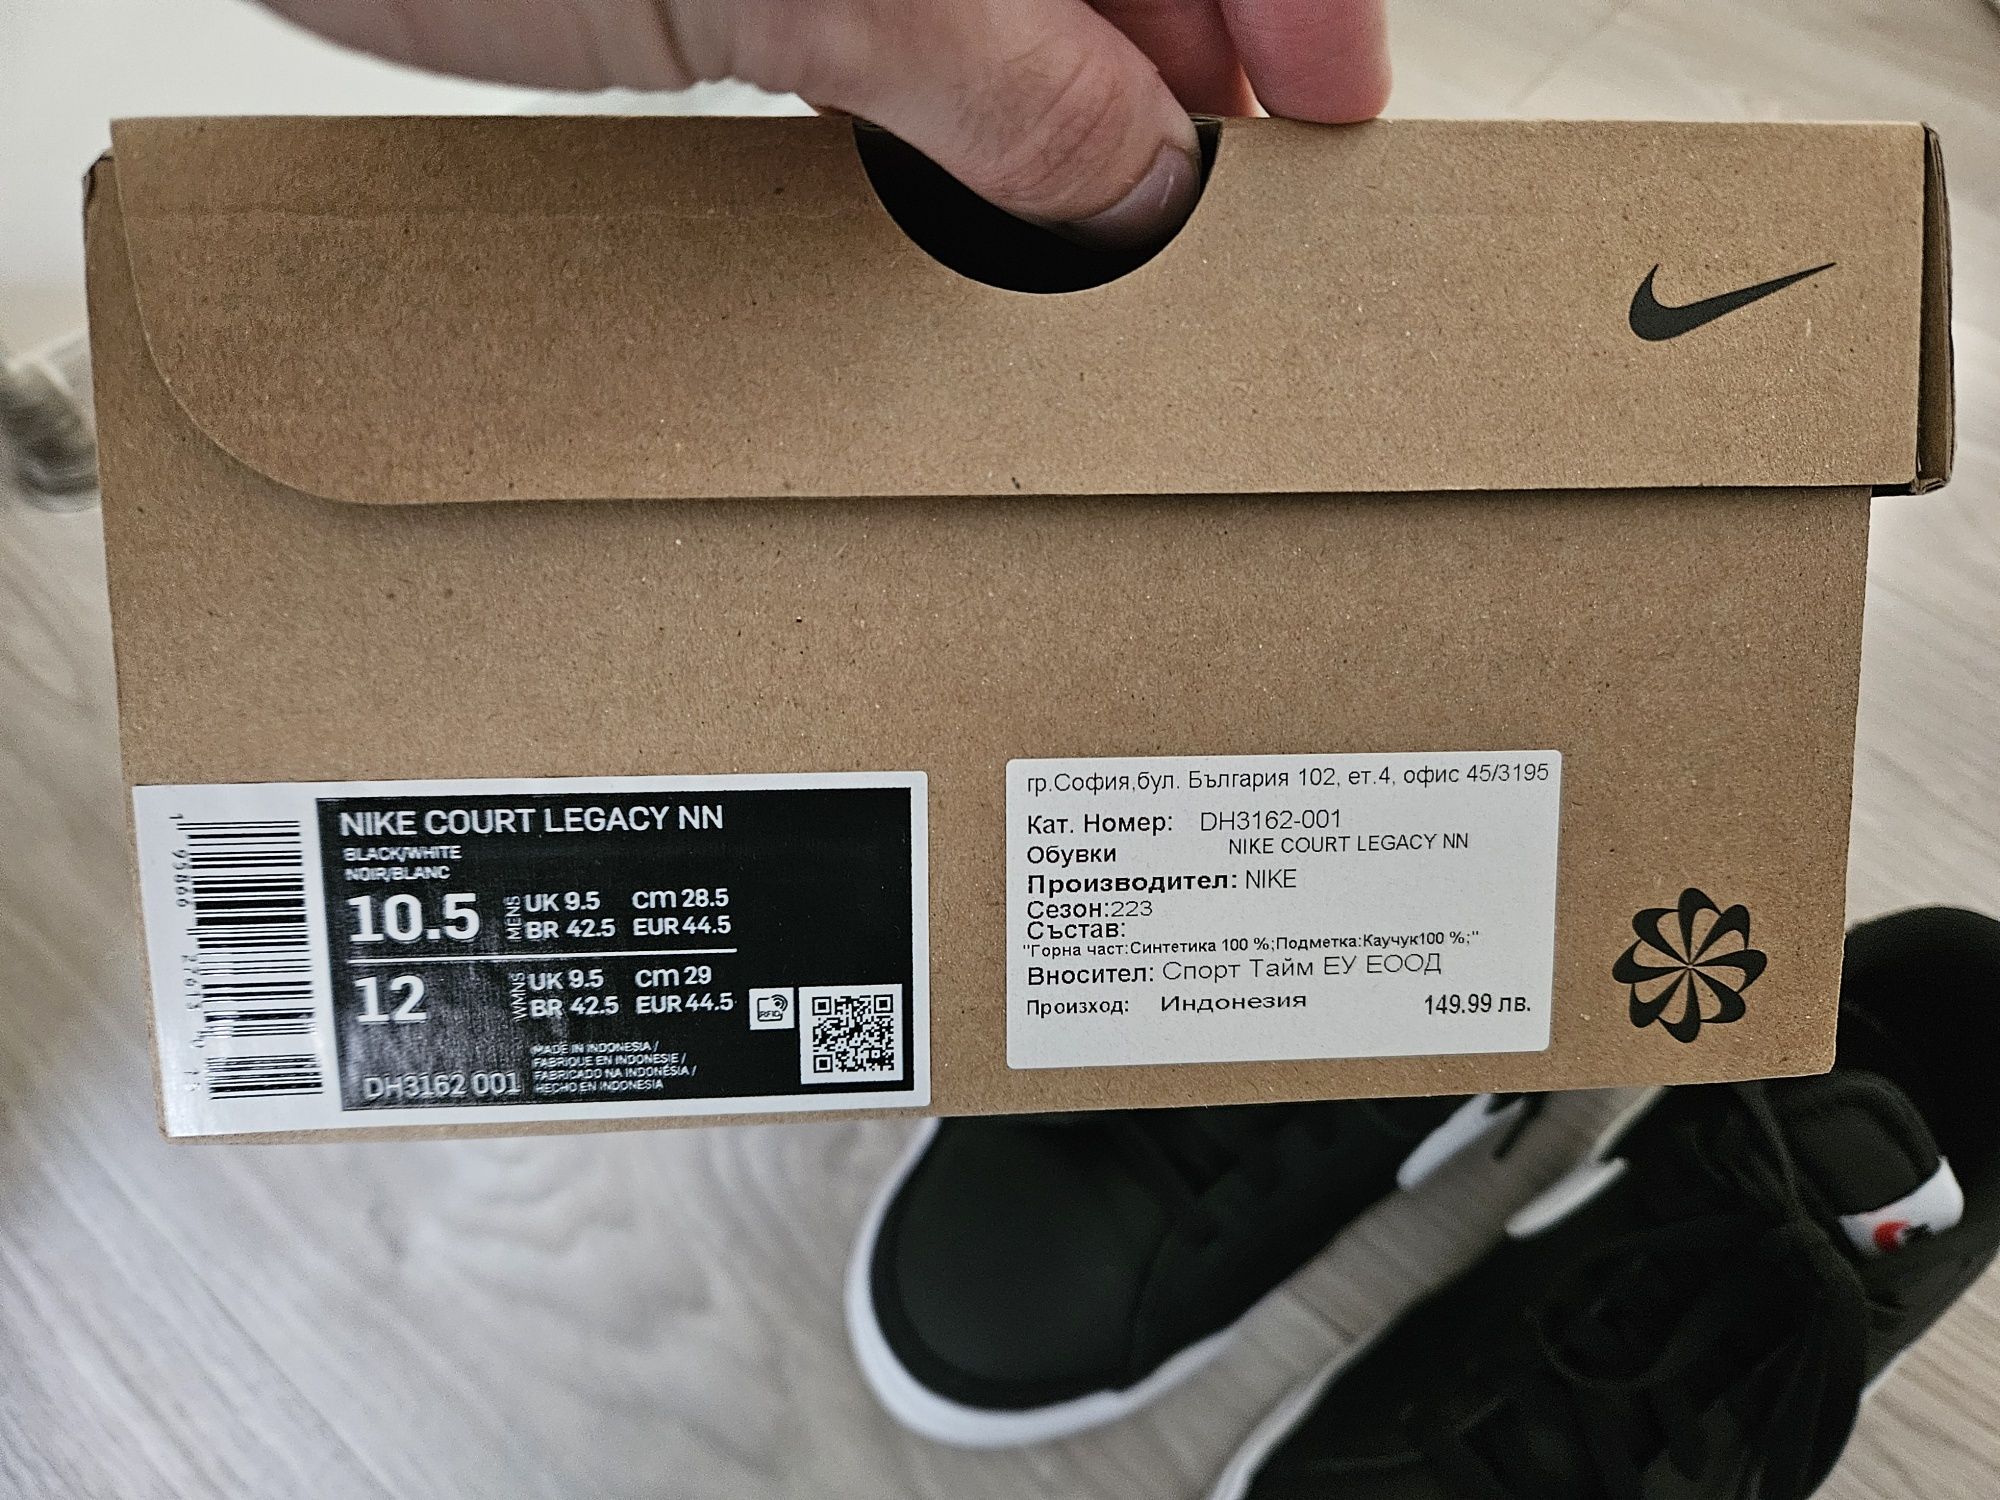 NIKE COURT LEGACY NN
BLACK/WHITE
NOIR/BLANC
10.5 MENS UK 9.5 cm 28.5
BR 42.5 EUR 44.5
12 WMNS UK 9.5 cm 29
BR 42.5 EUR 44.5
RFID
MADE IN INDONESIA /
FABRIQUE EN INDONESIE /
FABRICADO NA INDONÉSIA /
HECHO EN INDONESIA
DH3162 001
гр.София,бул. България 102, ет.4, офис 45/3195
Кат. Номер: DH3162-001
Обувки NIKE COURT LEGACY NN
Производител: NIKE
Сезон:223
Състав:
"Горна част:Синтетика 100 %;Подметка:Каучук100 %;"
Вносител: Спорт Тайм ЕУ ЕООД
Произход: Индонезия 149.99 лв.